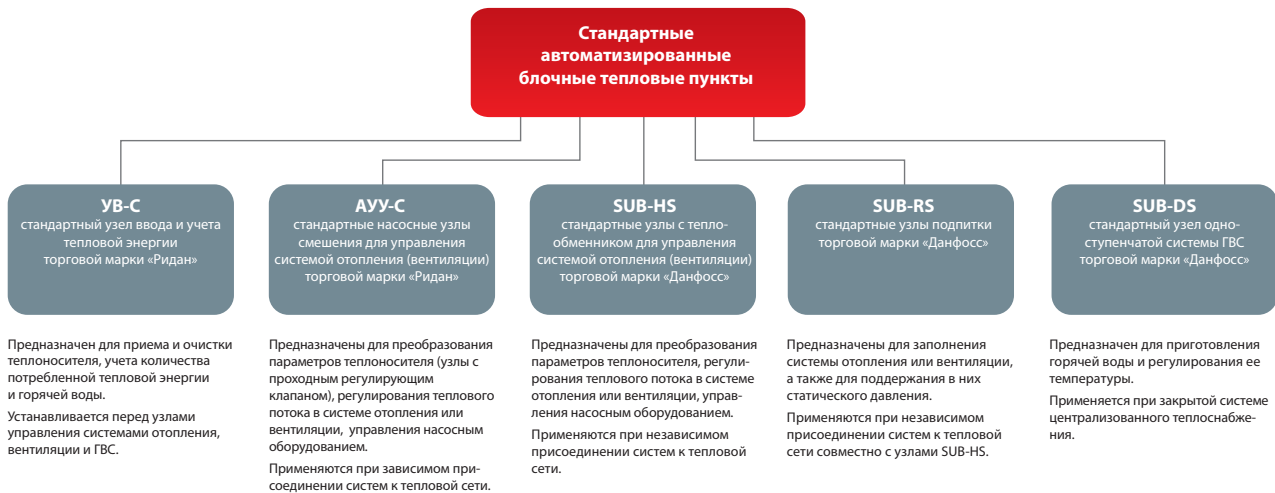 Стандартные
автоматизированные
блочные тепловые пункты
УВ-С
стандартный узел ввода и учета
тепловой энергии
торговой марки «Ридан»
Предназначен для приема и очистки
теплоносителя, учета количества
потребленной тепловой энергии
и горячей воды.
Устанавливается перед узлами
управления системами отопления,
вентиляции и ГВС.
АУУ-С
стандартные насосные узлы
смешения для управления
системой отопления (вентиляции)
торговой марки «Ридан»
Предназначены для преобразования
параметров теплоносителя (узлы с
проходным регулирующим
клапаном), регулирования теплового
потока в системе отопления или
вентиляции, управления насосным
оборудованием.
Применяются при зависимом при-
соединении систем к тепловой сети.
SUB-HS
стандартные узлы с тепло-
обменником для управления
системой отопления (вентиляции)
торговой марки «Данфосс»
Предназначены для преобразования
параметров теплоносителя, регули-
рования теплового потока в системе
отопления или вентиляции, управ-
ления насосным оборудованием.
Применяются при независимом
присоединении систем к тепловой
сети.
SUB-RS
стандартные узлы подпитки
торговой марки «Данфосс»
Предназначены для заполнения
системы отопления или вентиляции,
а также для поддержания в них
статического давления.
Применяются при независимом
присоединении систем к тепловой
сети совместно с узлами SUB-HS.
SUB-DS
стандартный узел одно-
ступенчатой системы ГВС
торговой марки «Данфосс»
Предназначен для приготовления
горячей воды и регулирования ее
температуры.
Применяется при закрытой системе
централизованного теплоснабже-
ния.